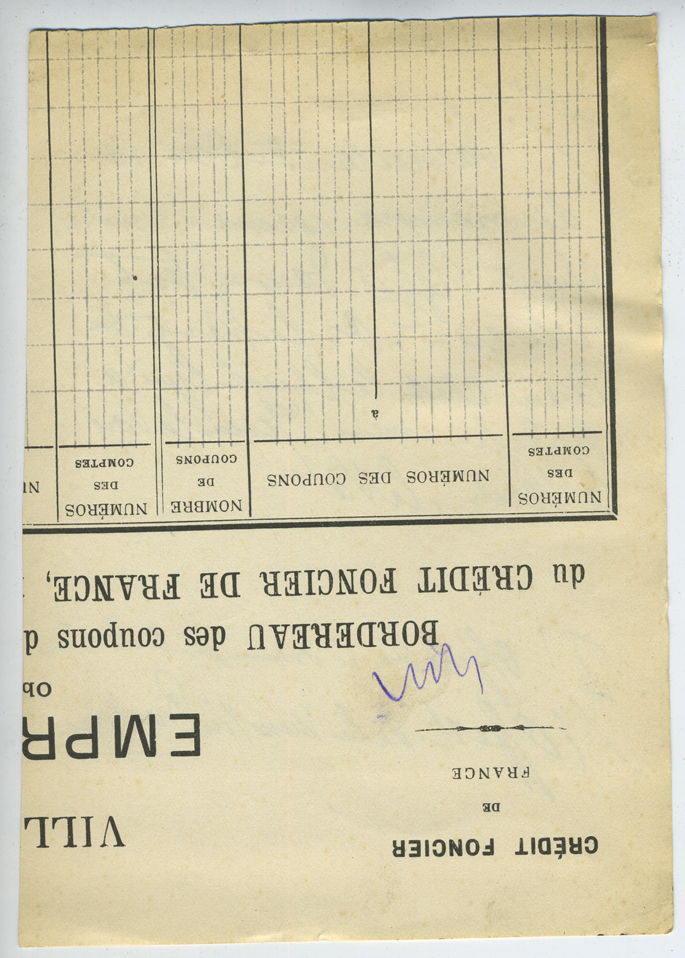 CRÉDIT FONCIER
DE
FRANCE
VILL
EMPR
OB
BORDEREAU des coupons d
du CRÉDIT FONCIER DE FRANCE,
NUMÉROS
DES
COMPTES
NUMÉROS DES COUPONS
NOMBRE
DE
COUPONS
NUMÉROS
DES
COMPTES
NU
à